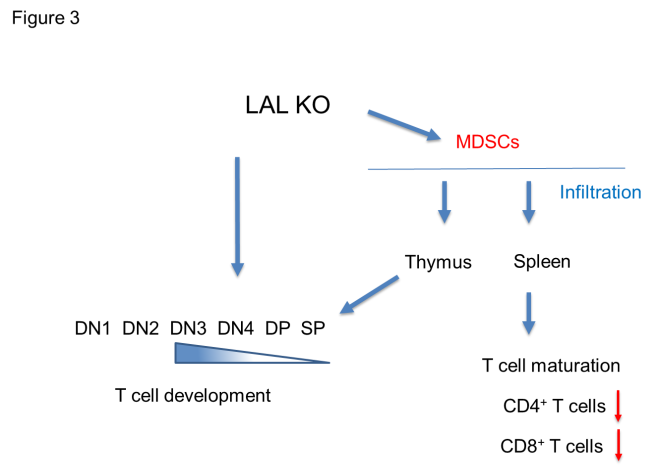 Figure 3
LAL KO
MDSCs
Infiltration
Thymus
Spleen
DN1 DN2 DN3 DN4 DP SP
T cell development
T cell maturation
CD4⁺ T cells
CD8⁺ T cells